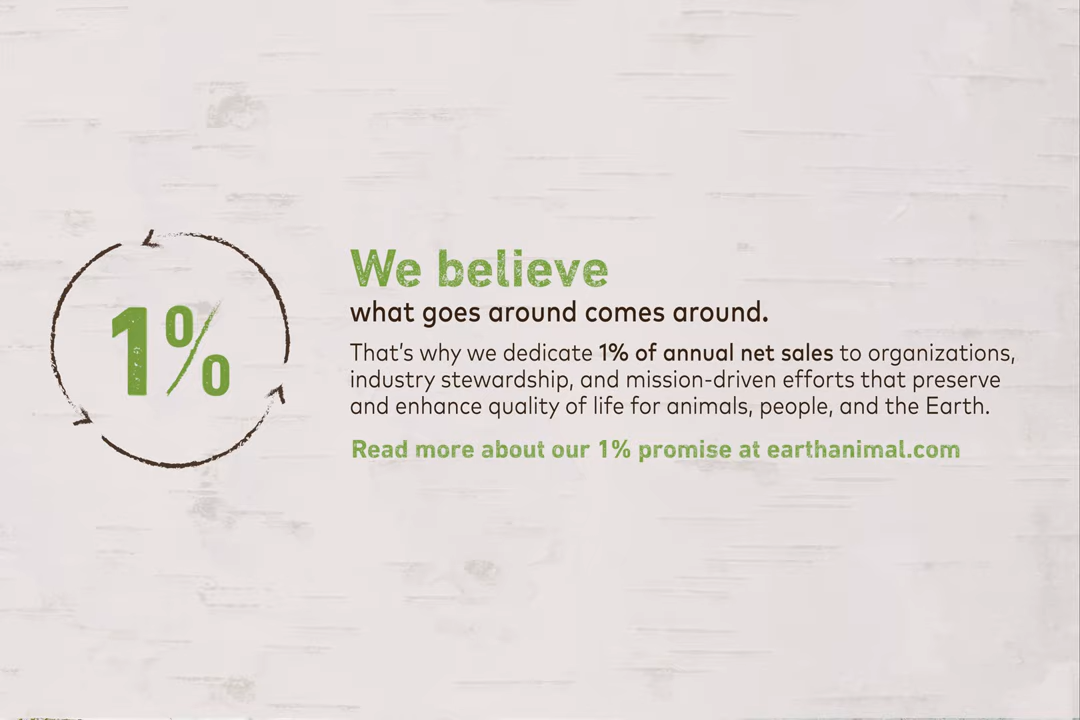 1%
We believe
what goes around comes around.
That's why we dedicate 1% of annual net sales to organizations,
industry stewardship, and mission-driven efforts that preserve
and enhance quality of life for animals, people, and the Earth.
Read more about our 1% promise at earthanimal.com